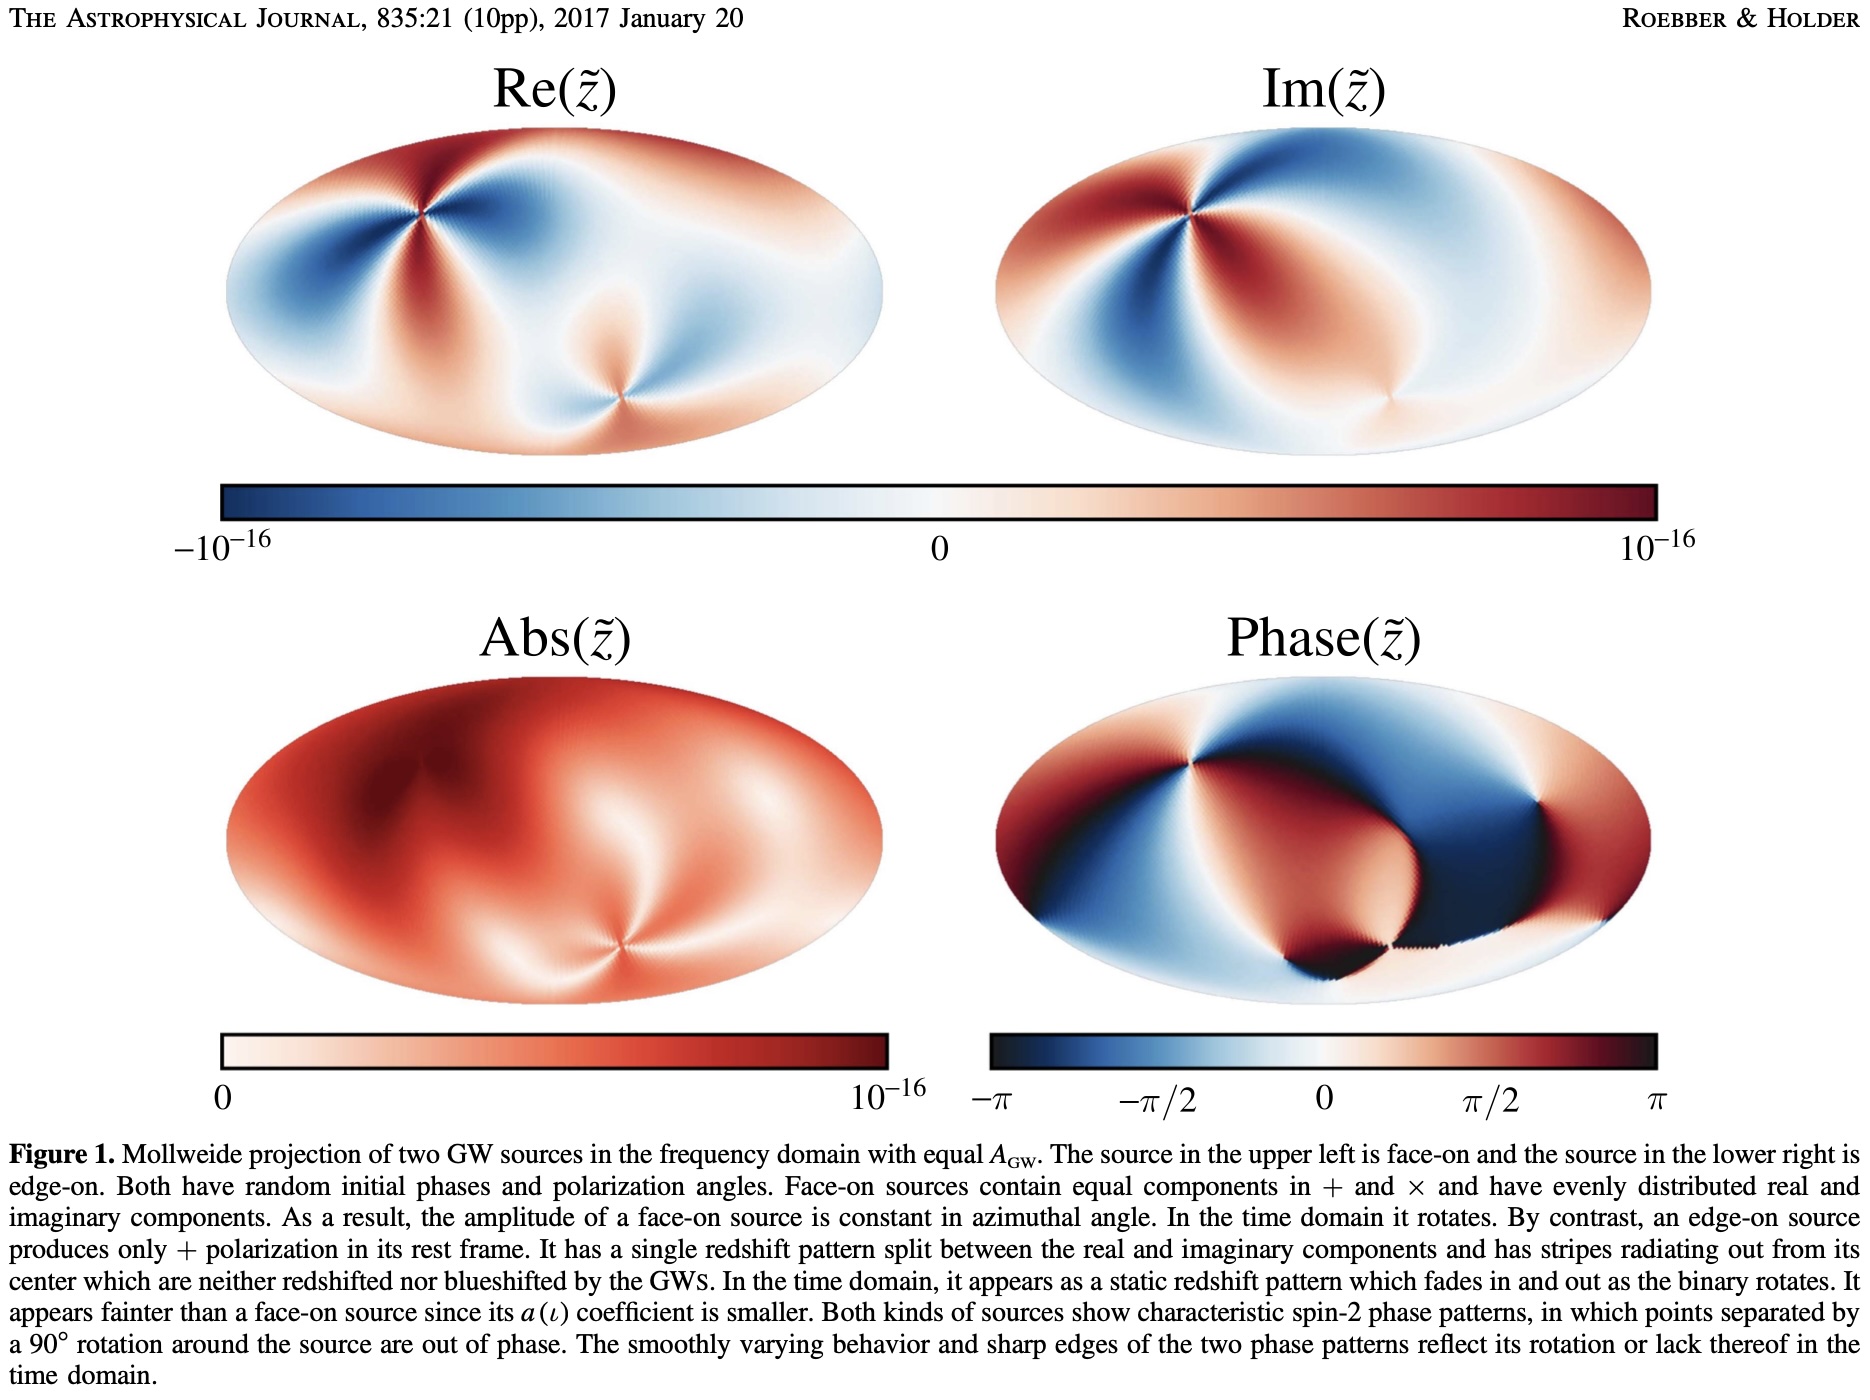 THE ASTROPHYSICAL JOURNAL, 835:21 (10pp), 2017 January 20
ROEBBER & HOLDER
Re(z̃)
Im(z̃)
−10⁻¹⁶
0
10⁻¹⁶
Abs(z̃)
Phase(z̃)
0
10⁻¹⁶
−π
−π/2
0
π/2
π
Figure 1. Mollweide projection of two GW sources in the frequency domain with equal A_GW. The source in the upper left is face-on and the source in the lower right is
edge-on. Both have random initial phases and polarization angles. Face-on sources contain equal components in + and × and have evenly distributed real and
imaginary components. As a result, the amplitude of a face-on source is constant in azimuthal angle. In the time domain it rotates. By contrast, an edge-on source
produces only + polarization in its rest frame. It has a single redshift pattern split between the real and imaginary components and has stripes radiating out from its
center which are neither redshifted nor blueshifted by the GWs. In the time domain, it appears as a static redshift pattern which fades in and out as the binary rotates. It
appears fainter than a face-on source since its a(ι) coefficient is smaller. Both kinds of sources show characteristic spin-2 phase patterns, in which points separated by
a 90° rotation around the source are out of phase. The smoothly varying behavior and sharp edges of the two phase patterns reflect its rotation or lack thereof in the
time domain.